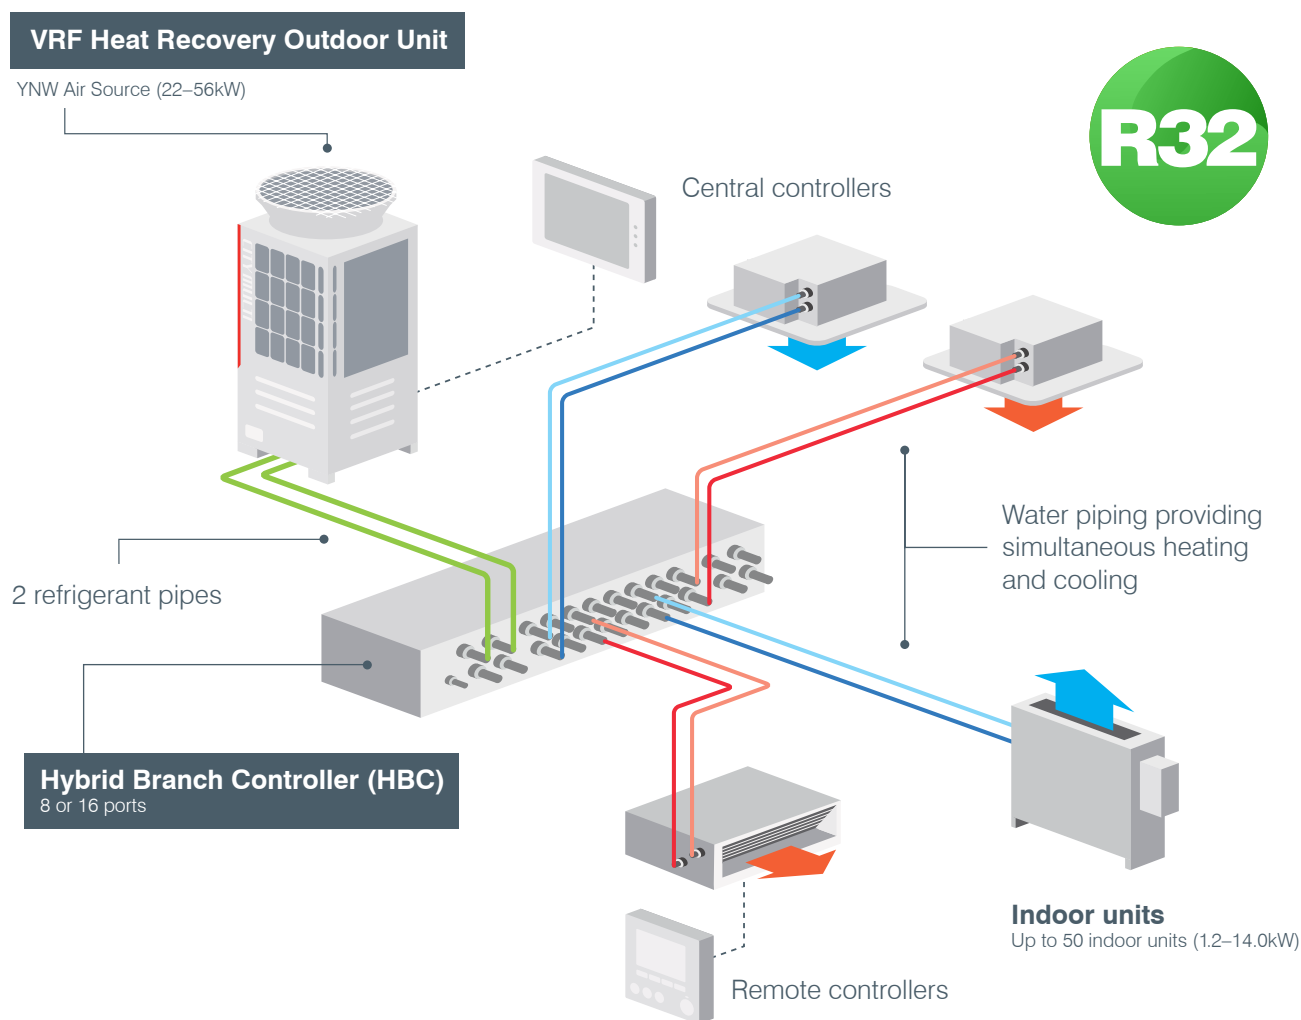 VRF Heat Recovery Outdoor Unit
YNW Air Source (22–56kW)
R32
Central controllers
Water piping providing
simultaneous heating
and cooling
2 refrigerant pipes
Hybrid Branch Controller (HBC)
8 or 16 ports
Indoor units
Up to 50 indoor units (1.2–14.0kW)
Remote controllers